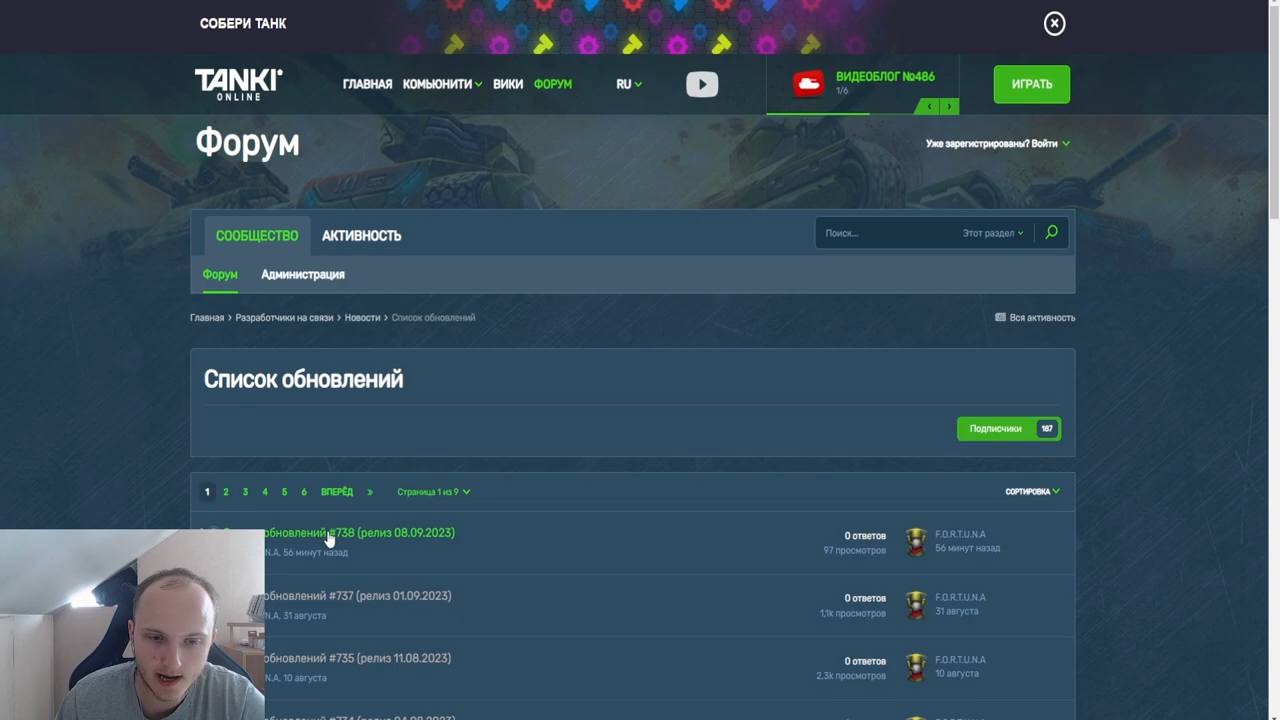 СОБЕРИ ТАНК
TANKI
ONLINE
ГЛАВНАЯ КОМЬЮНИТИ ВИКИ ФОРУМ RU
ВИДЕОБЛОГ №486
1/6
ИГРАТЬ
Форум
Уже зарегистрированы? Войти
СООБЩЕСТВО АКТИВНОСТЬ
Поиск... Этот раздел
Форум Администрация
Главная > Разработчики на связи > Новости > Список обновлений
Вся активность
Список обновлений
Подписчики 187
1 2 3 4 5 6 ВПЕРЁД » Страница 1 из 9
СОРТИРОВКА
обновлений #738 (релиз 08.09.2023)
N.A, 56 минут назад
0 ответов
97 просмотров
F.O.R.T.U.N.A
56 минут назад
обновлений #737 (релиз 01.09.2023)
N.A, 31 августа
0 ответов
1,1k просмотров
F.O.R.T.U.N.A
31 августа
обновлений #735 (релиз 11.08.2023)
N.A, 10 августа
0 ответов
2,3k просмотров
F.O.R.T.U.N.A
10 августа